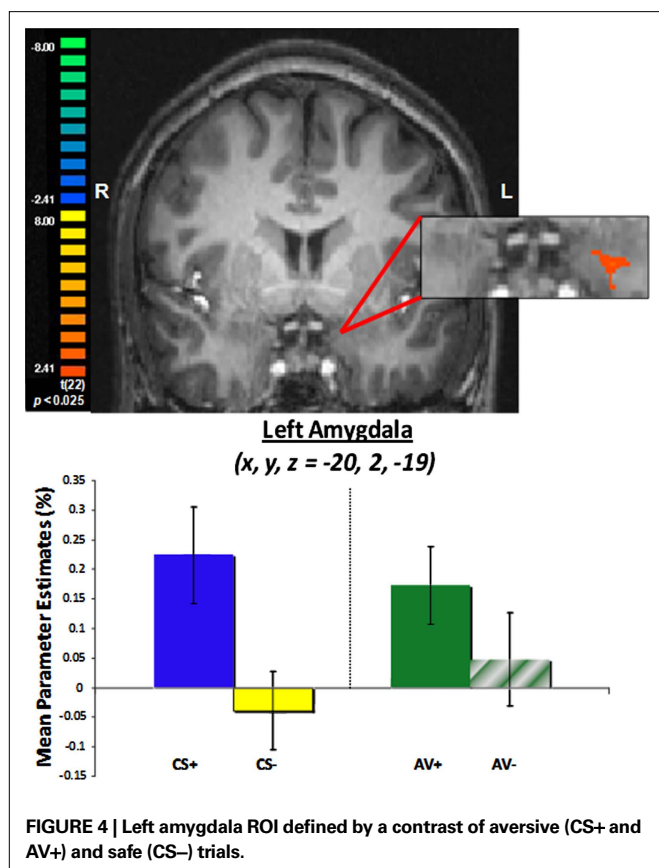 -8.00
-2.41
8.00
2.41
t(22)
p < 0.025
R
L
Left Amygdala
(x, y, z = -20, 2, -19)
Mean Parameter Estimates (%)
0.35
0.3
0.25
0.2
0.15
0.1
0.05
0
-0.05
-0.1
-0.15
CS+ CS- AV+ AV-
FIGURE 4 | Left amygdala ROI defined by a contrast of aversive (CS+ and
AV+) and safe (CS−) trials.